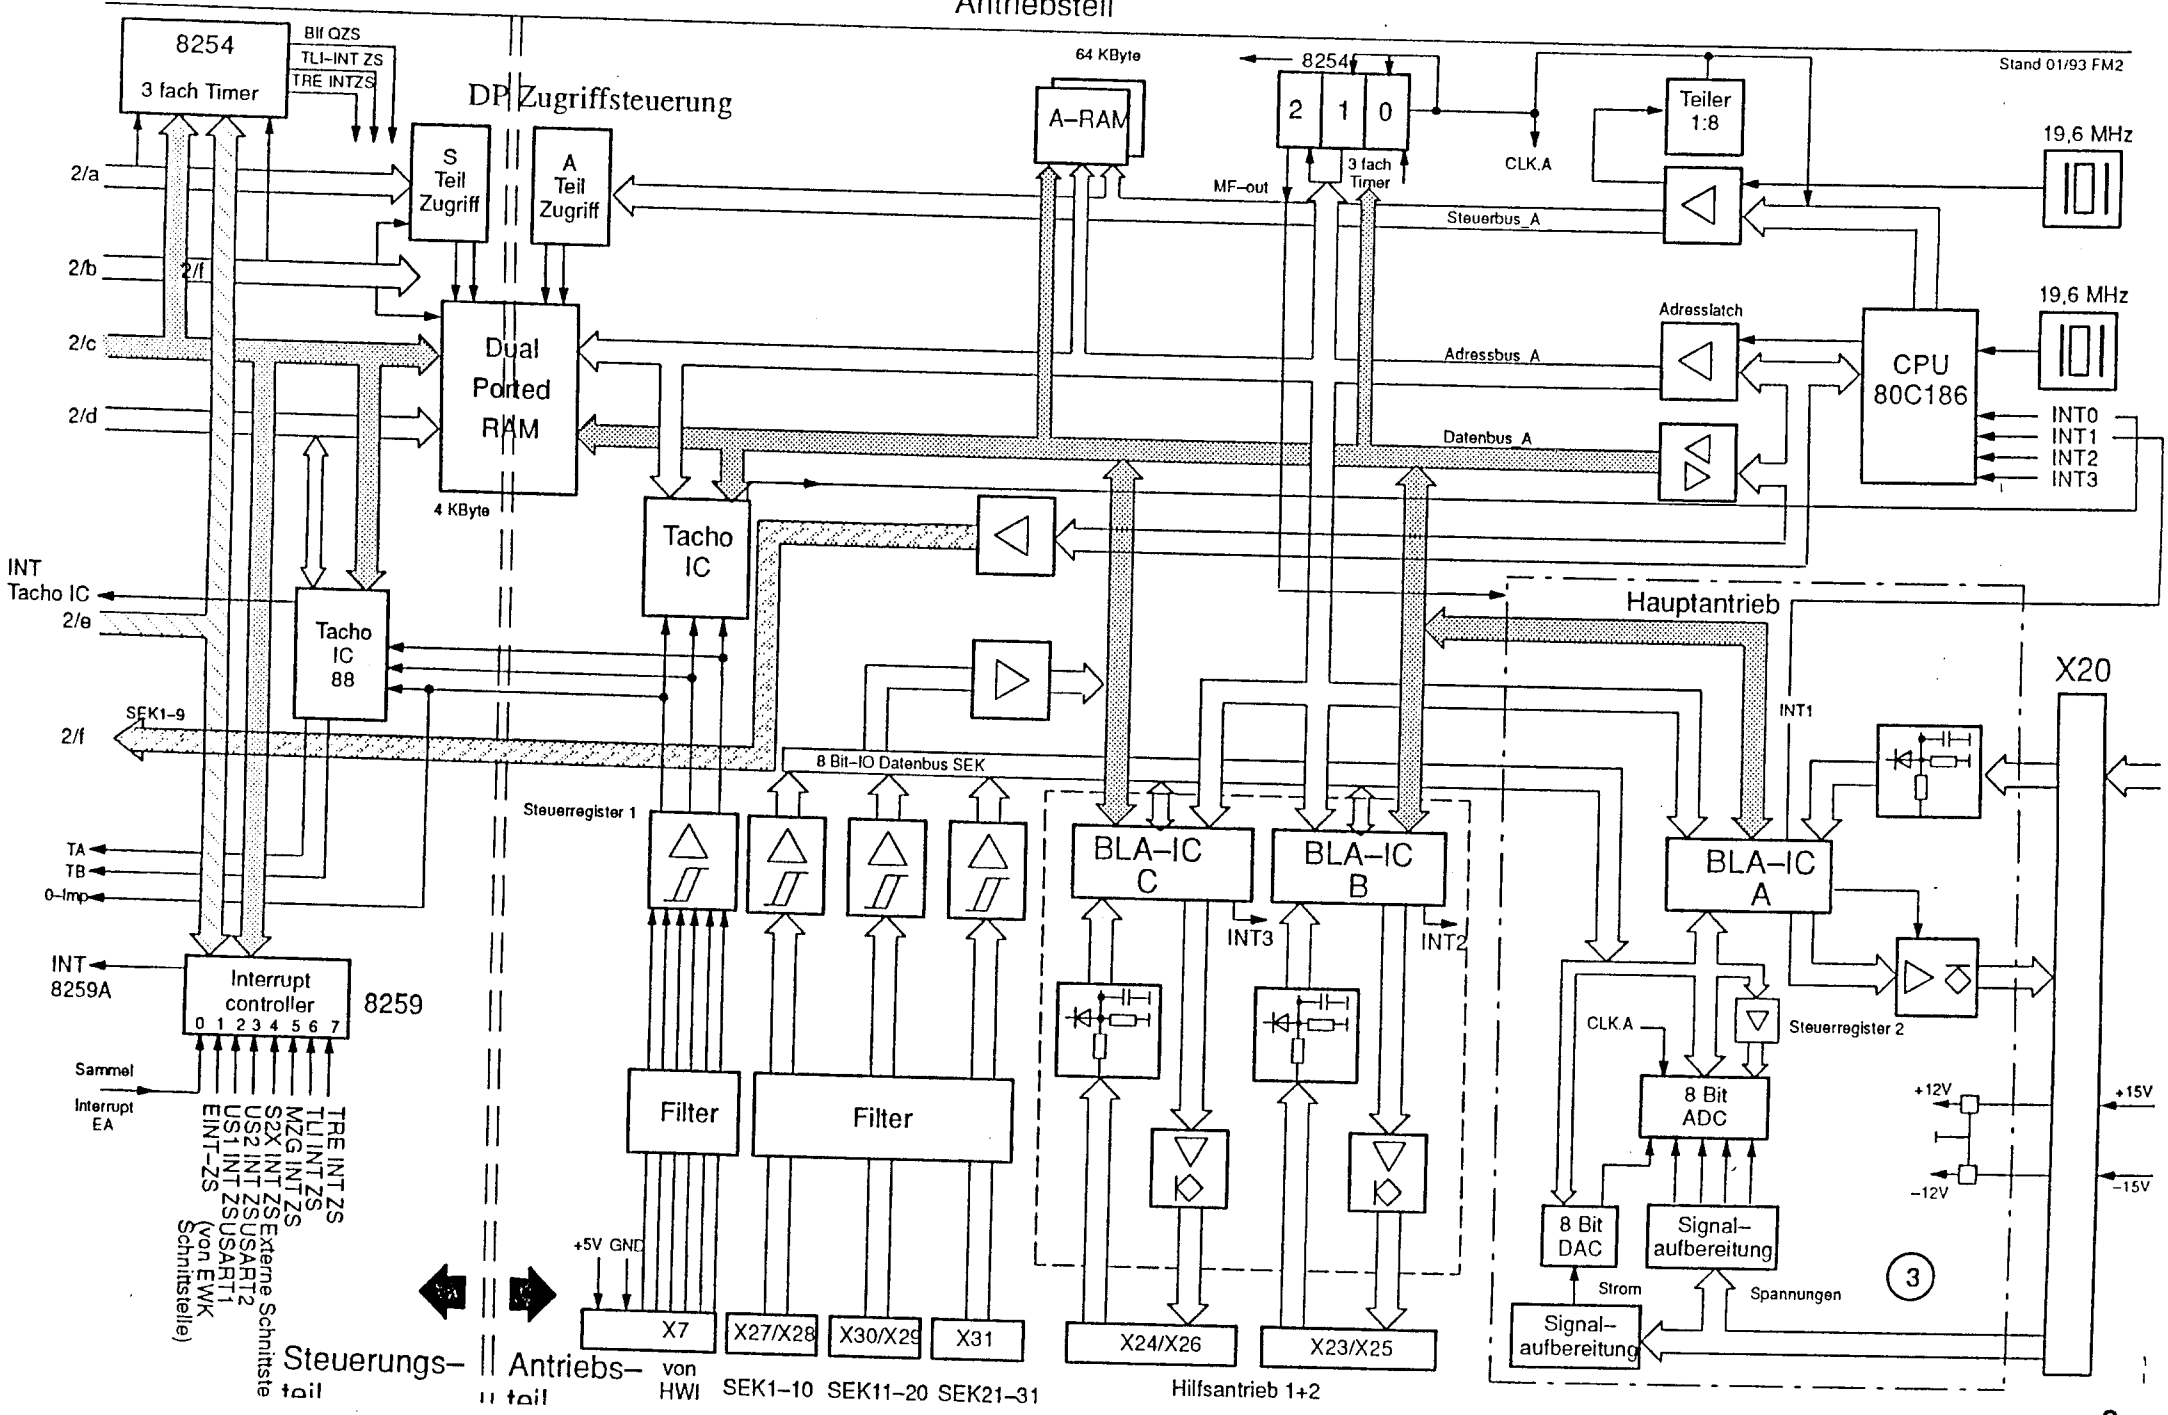 Antriebsteil
Stand 01/93 FM2
8254
3 fach Timer
Blf QZS
TLI–INT ZS
TRE INTZS
DP Zugriffsteuerung
S
Teil
Zugriff
A
Teil
Zugriff
64 KByte
A–RAM
8254
2 1 0
3 fach
Timer
MF–out
CLK.A
Teiler
1:8
19,6 MHz
2/a
2/b
2/f
2/c
2/d
Steuerbus_A
Adresslatch
19,6 MHz
Dual
Ported
RAM
4 KByte
Adressbus_A
Datenbus_A
CPU
80C186
INT0
INT1
INT2
INT3
Tacho
IC
INT
Tacho IC
2/e
Tacho
IC
88
Hauptantrieb
X20
SEK1–9
2/f
INT1
8 Bit–IO Datenbus SEK
Steuerregister 1
TA
TB
0–Imp
BLA–IC
C
BLA–IC
B
BLA–IC
A
INT3
INT2
INT
8259A
Interrupt
controller
0 1 2 3 4 5 6 7
8259
CLK.A
Steuerregister 2
Sammel
Interrupt
EA
EINT–ZS (von EWK Schnittstelle)
US1 INT ZS USART1
US2 INT ZS USART2
S2X INT ZS Externe Schnittste
MZG INT ZS
TLI INT ZS
TRE INT ZS
Filter
Filter
8 Bit
ADC
+12V
+15V
–12V
–15V
8 Bit
DAC
Signal–
aufbereitung
3
+5V GND
Strom
Spannungen
Signal–
aufbereitung
X7
X27/X28
X30/X29
X31
X24/X26
X23/X25
Steuerungs–
teil
Antriebs–
teil
von
HWI
SEK1–10
SEK11–20
SEK21–31
Hilfsantrieb 1+2